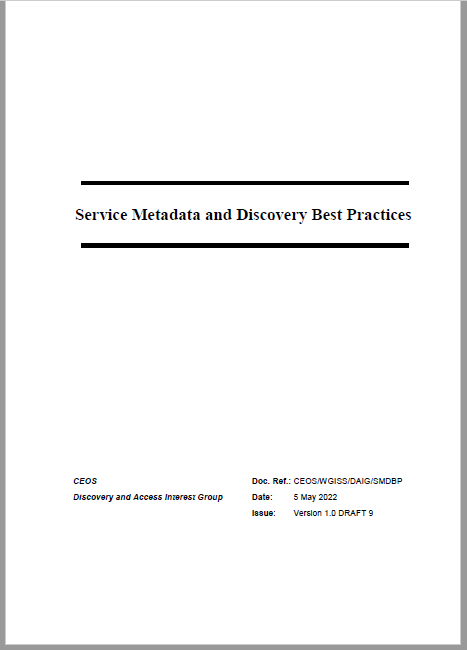 Service Metadata and Discovery Best Practices
CEOS
Discovery and Access Interest Group
Doc. Ref.: CEOS/WGISS/DAIG/SMDBP
Date: 5 May 2022
Issue: Version 1.0 DRAFT 9